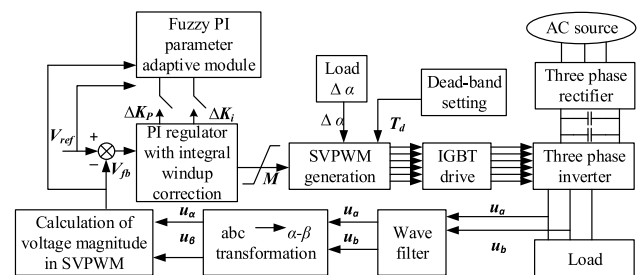 Fuzzy PI
parameter
adaptive module
Load
Δ α
Dead-band
setting
AC source
Three phase
rectifier
ΔK_P
ΔK_i
Δ α
T_d
V_ref
+
−
V_fb
PI regulator
with integral
windup
correction
M
SVPWM
generation
IGBT
drive
Three phase
inverter
Calculation of
voltage magnitude
in SVPWM
u_α
u_β
abc → α-β
transformation
u_a
u_b
Wave
filter
u_a
u_b
Load